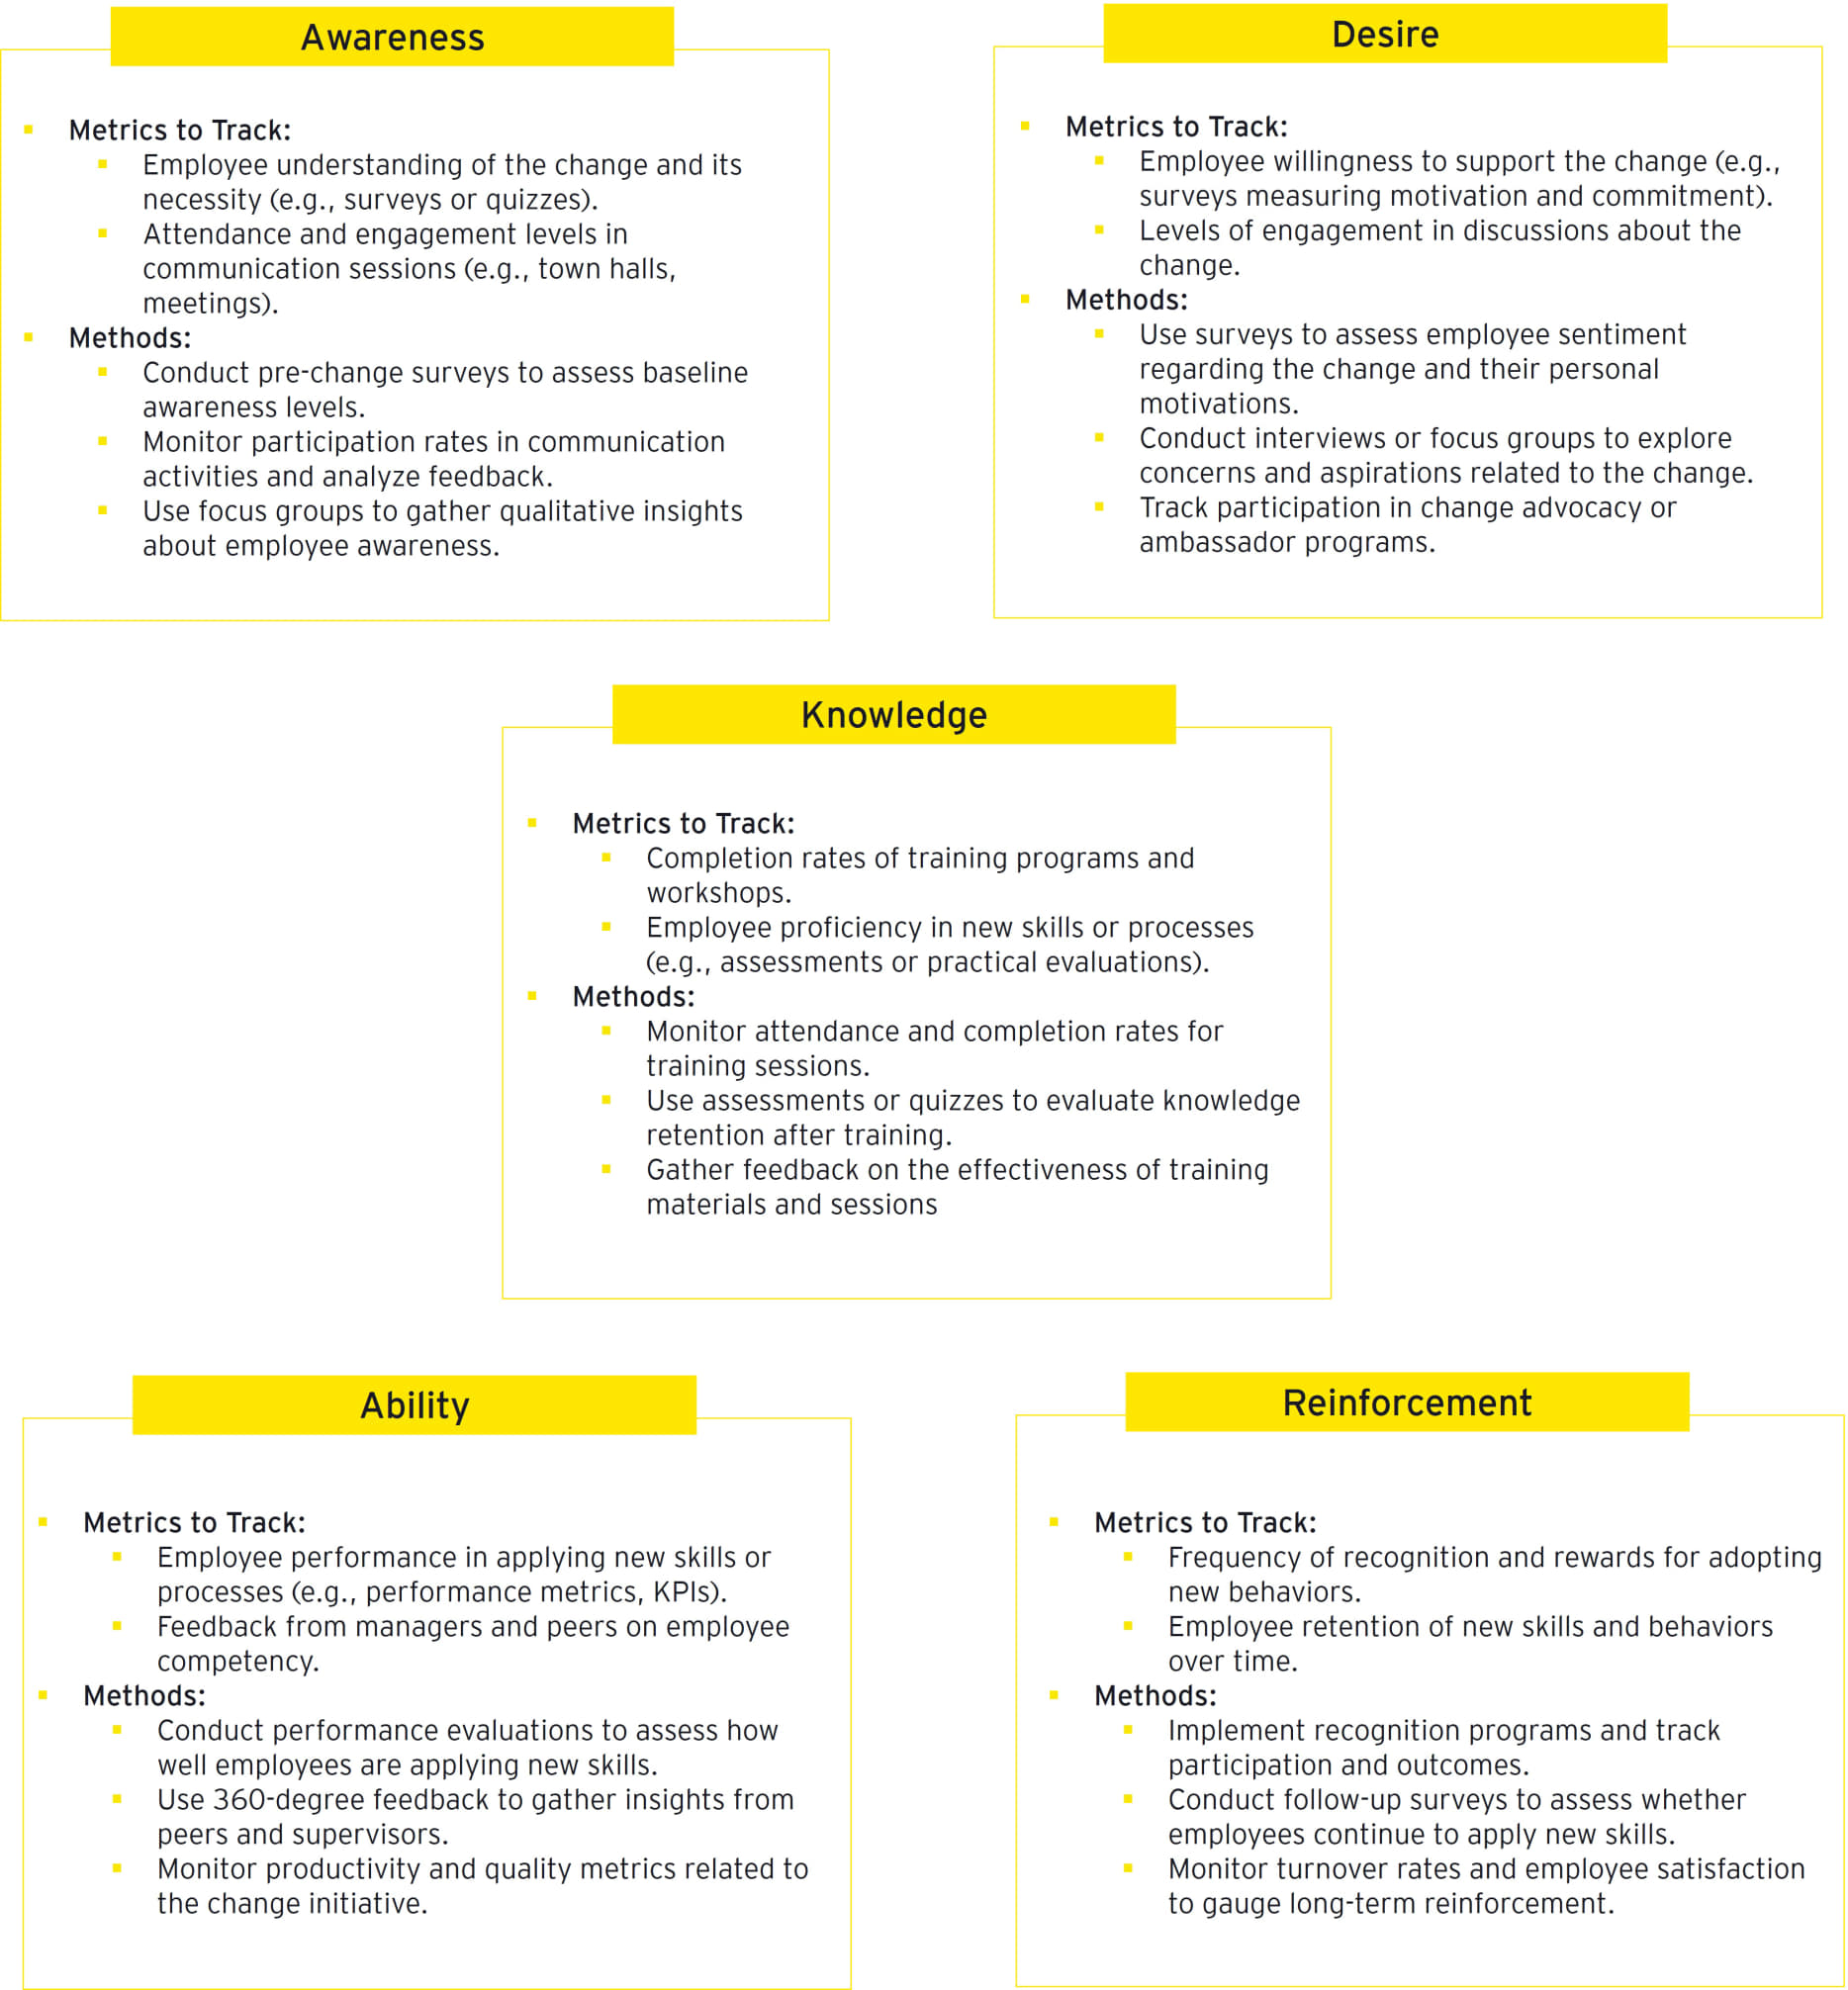 Awareness
Metrics to Track:
Employee understanding of the change and its
necessity (e.g., surveys or quizzes).
Attendance and engagement levels in
communication sessions (e.g., town halls,
meetings).
Methods:
Conduct pre-change surveys to assess baseline
awareness levels.
Monitor participation rates in communication
activities and analyze feedback.
Use focus groups to gather qualitative insights
about employee awareness.
Desire
Metrics to Track:
Employee willingness to support the change (e.g.,
surveys measuring motivation and commitment).
Levels of engagement in discussions about the
change.
Methods:
Use surveys to assess employee sentiment
regarding the change and their personal
motivations.
Conduct interviews or focus groups to explore
concerns and aspirations related to the change.
Track participation in change advocacy or
ambassador programs.
Knowledge
Metrics to Track:
Completion rates of training programs and
workshops.
Employee proficiency in new skills or processes
(e.g., assessments or practical evaluations).
Methods:
Monitor attendance and completion rates for
training sessions.
Use assessments or quizzes to evaluate knowledge
retention after training.
Gather feedback on the effectiveness of training
materials and sessions
Ability
Metrics to Track:
Employee performance in applying new skills or
processes (e.g., performance metrics, KPIs).
Feedback from managers and peers on employee
competency.
Methods:
Conduct performance evaluations to assess how
well employees are applying new skills.
Use 360-degree feedback to gather insights from
peers and supervisors.
Monitor productivity and quality metrics related to
the change initiative.
Reinforcement
Metrics to Track:
Frequency of recognition and rewards for adopting
new behaviors.
Employee retention of new skills and behaviors
over time.
Methods:
Implement recognition programs and track
participation and outcomes.
Conduct follow-up surveys to assess whether
employees continue to apply new skills.
Monitor turnover rates and employee satisfaction
to gauge long-term reinforcement.